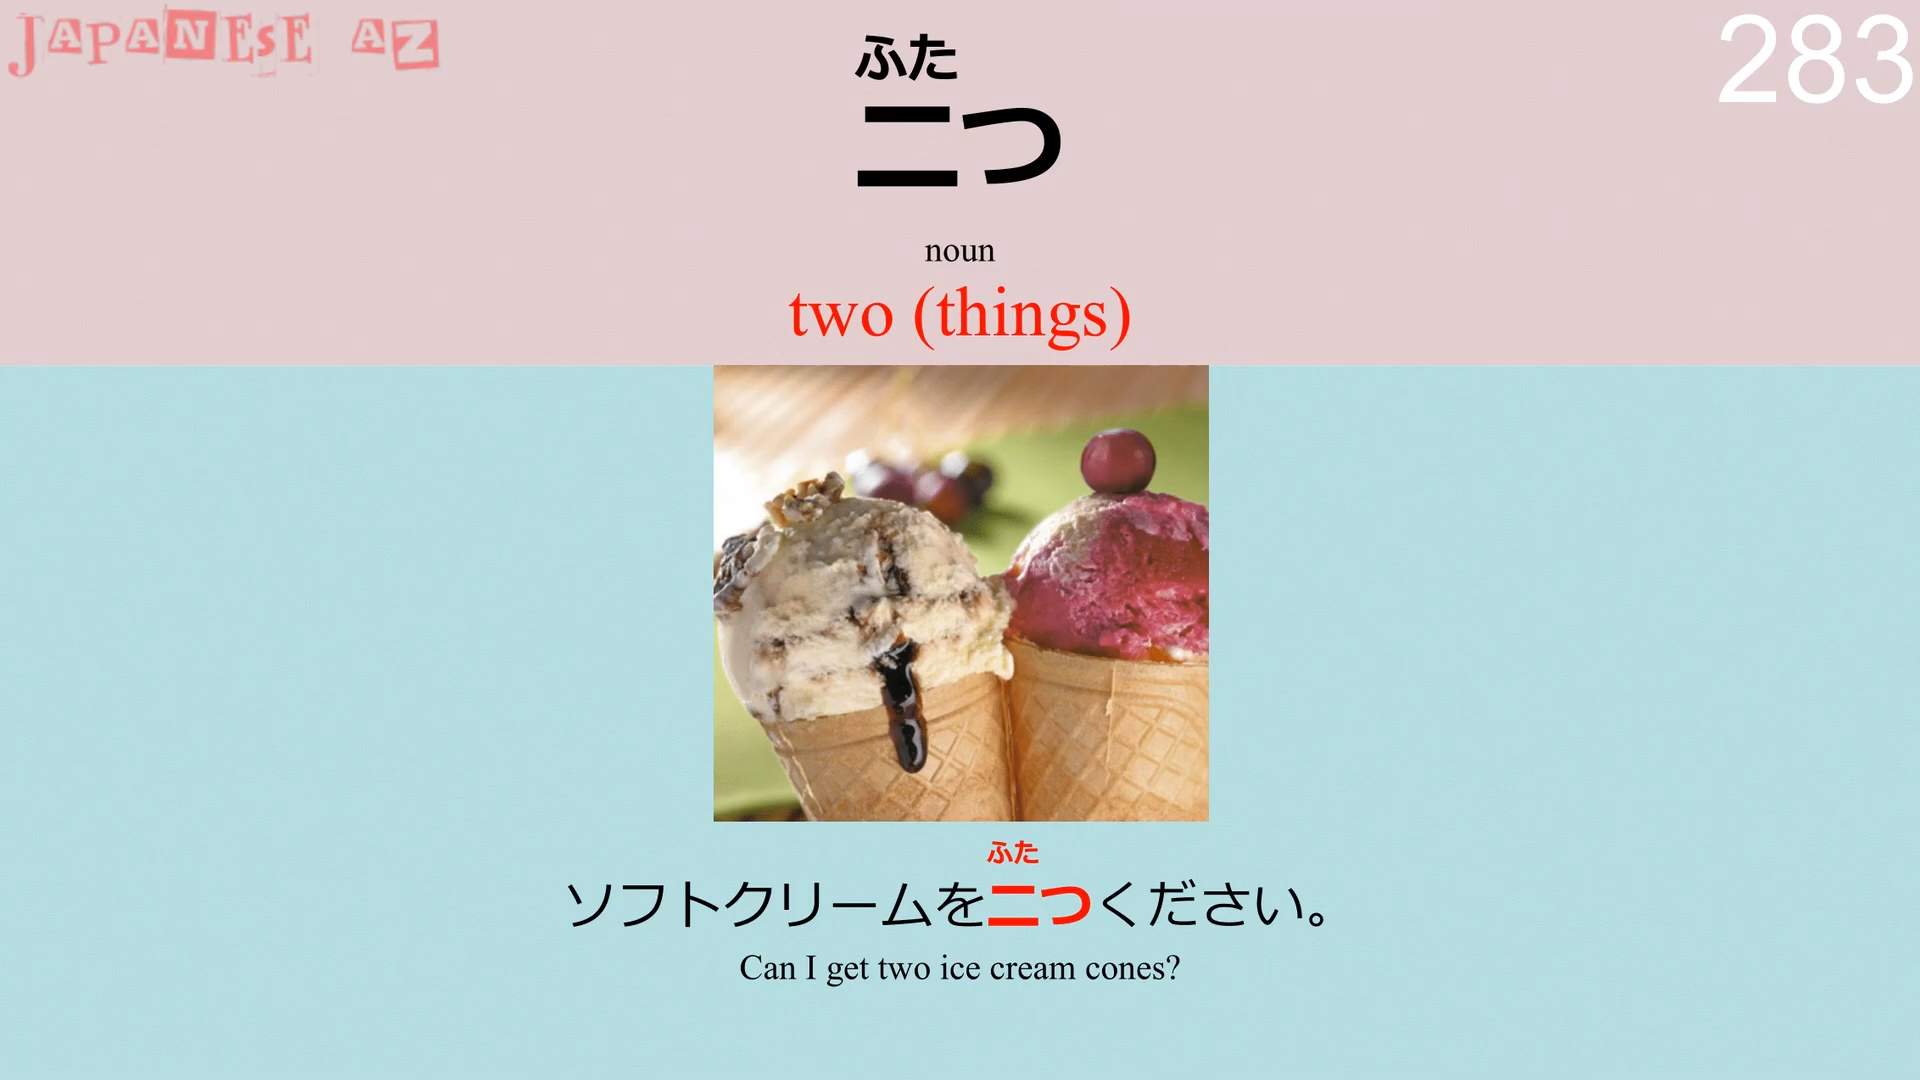 JAPANESE AZ
283
ふた
二つ
noun
two (things)
ふた
ソフトクリームを二つください。
Can I get two ice cream cones?